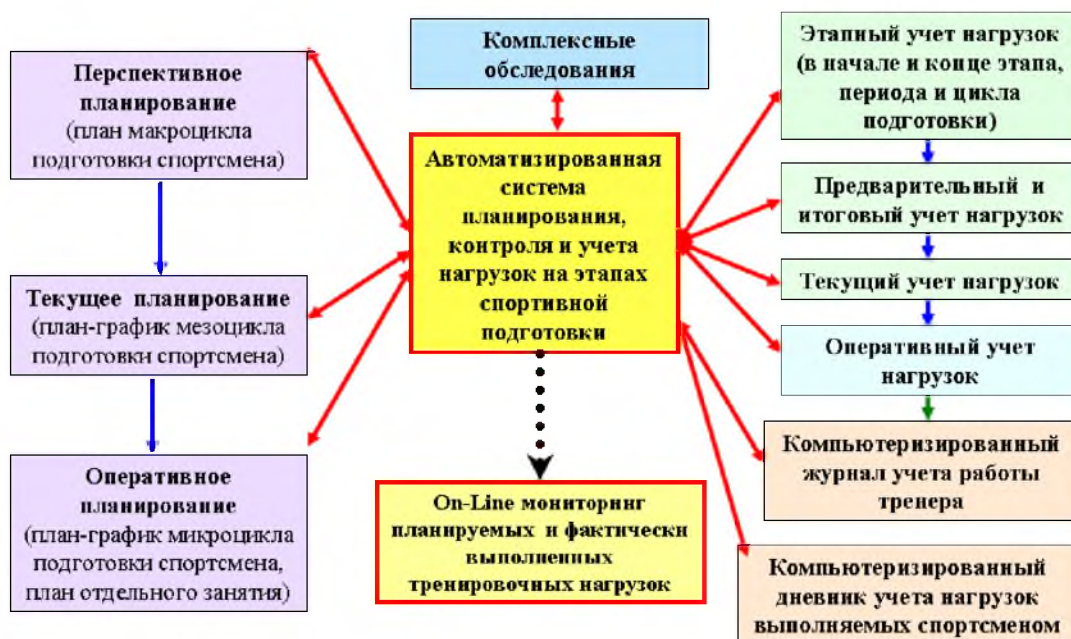 Перспективное
планирование
(план макроцикла
подготовки спортсмена)
Текущее планирование
(план-график мезоцикла
подготовки спортсмена)
Оперативное
планирование
(план-график микроцикла
подготовки спортсмена,
план отдельного занятия)
Комплексные
обследования
Автоматизированная
система
планирования,
контроля и учета
нагрузок на этапах
спортивной
подготовки
On-Line мониторинг
планируемых и фактически
выполненных
тренировочных нагрузок
Этапный учет нагрузок
(в начале и конце этапа,
периода и цикла
подготовки)
Предварительный и
итоговый учет нагрузок
Текущий учет нагрузок
Оперативный учет
нагрузок
Компьютеризированный
журнал учета работы
тренера
Компьютеризированный
дневник учета нагрузок
выполняемых спортсменом